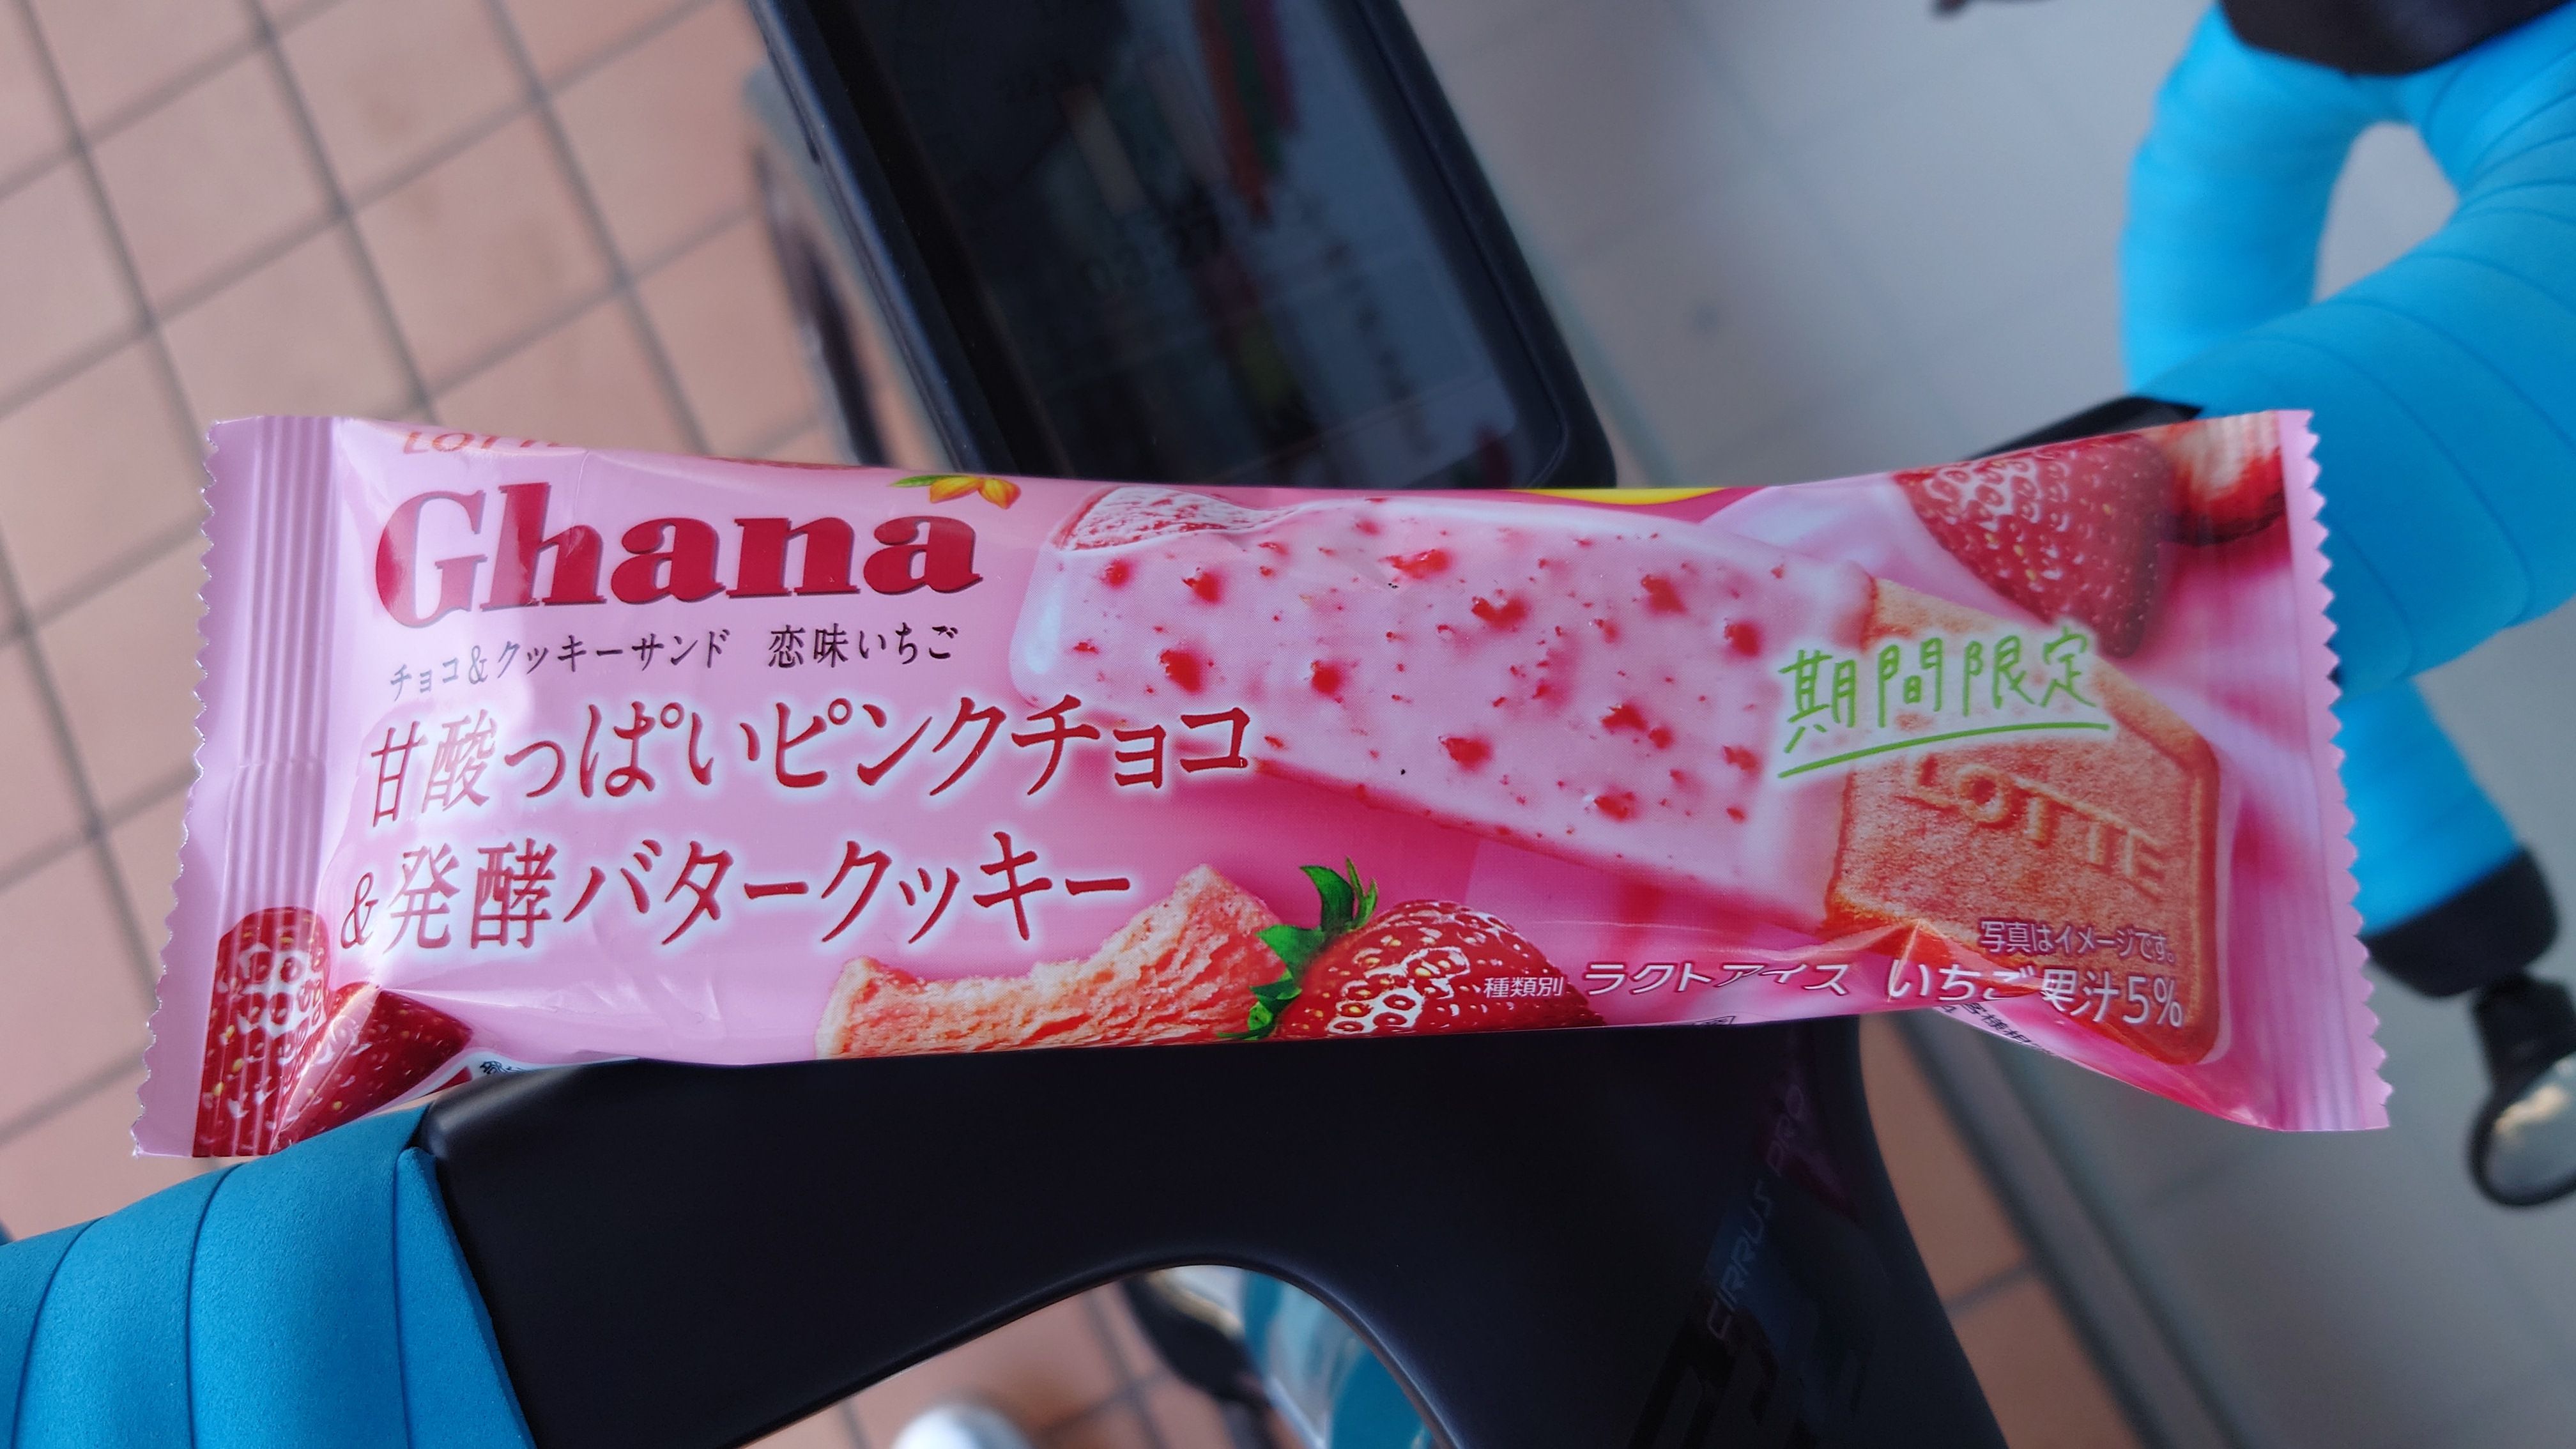 LOTTE
Ghana
チョコ&クッキーサンド 恋味いちご
甘酸っぱいピンクチョコ
&発酵バタークッキー
期間限定
LOTTE
写真はイメージです。
種類別 ラクトアイス いちご果汁5%
CIRRUS PRO